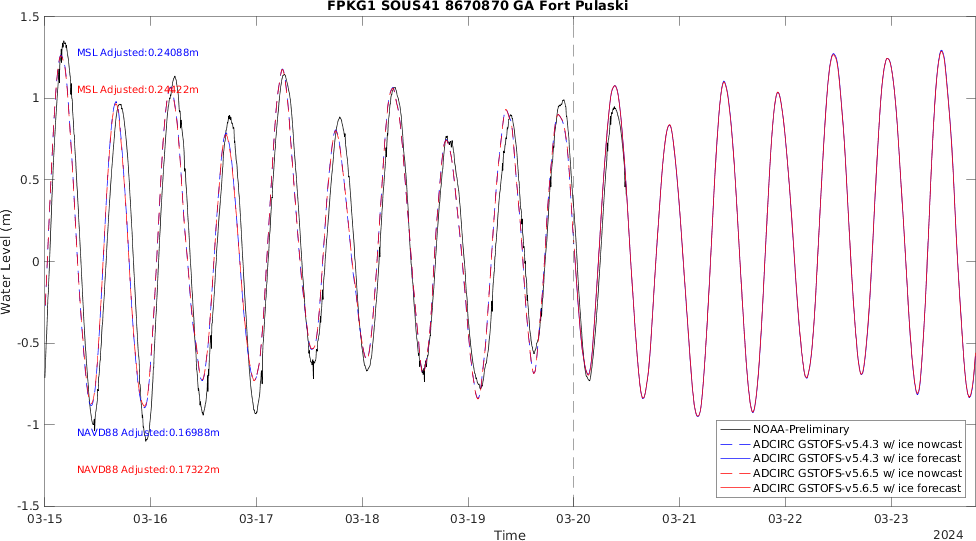 FPKG1 SOUS41 8670870 GA Fort Pulaski
1.5
1
0.5
0
-0.5
-1
-1.5
Water Level (m)
MSL Adjusted:0.24088m
MSL Adjusted:0.24422m
NAVD88 Adjusted:0.16988m
NAVD88 Adjusted:0.17322m
NOAA-Preliminary
ADCIRC GSTOFS-v5.4.3 w/ ice nowcast
ADCIRC GSTOFS-v5.4.3 w/ ice forecast
ADCIRC GSTOFS-v5.6.5 w/ ice nowcast
ADCIRC GSTOFS-v5.6.5 w/ ice forecast
03-15 03-16 03-17 03-18 03-19 03-20 03-21 03-22 03-23
Time
2024